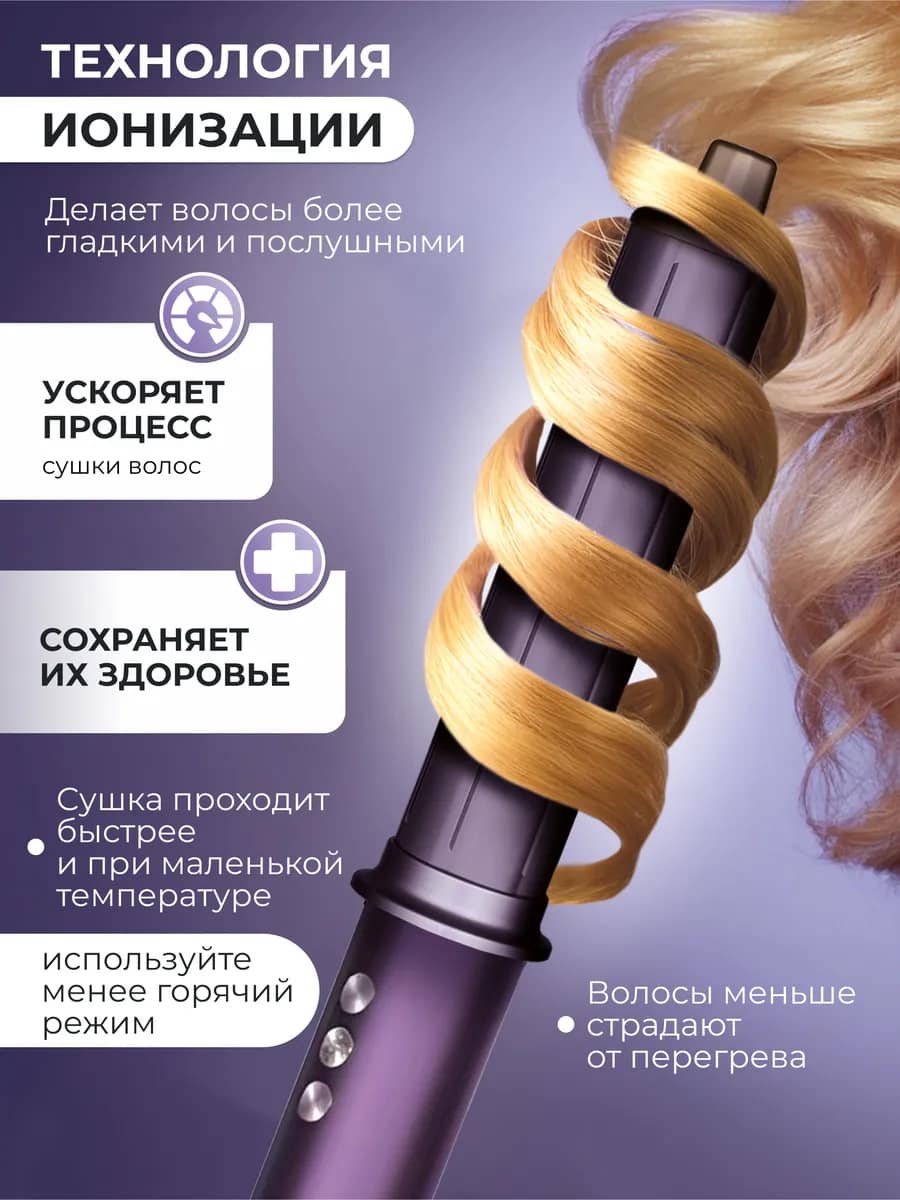 ТЕХНОЛОГИЯ
ИОНИЗАЦИИ
Делает волосы более
гладкими и послушными
УСКОРЯЕТ
ПРОЦЕСС
сушки волос
СОХРАНЯЕТ
ИХ ЗДОРОВЬЕ
Сушка проходит
быстрее
и при маленькой
температуре
используйте
менее горячий
режим
Волосы меньше
страдают
от перегрева